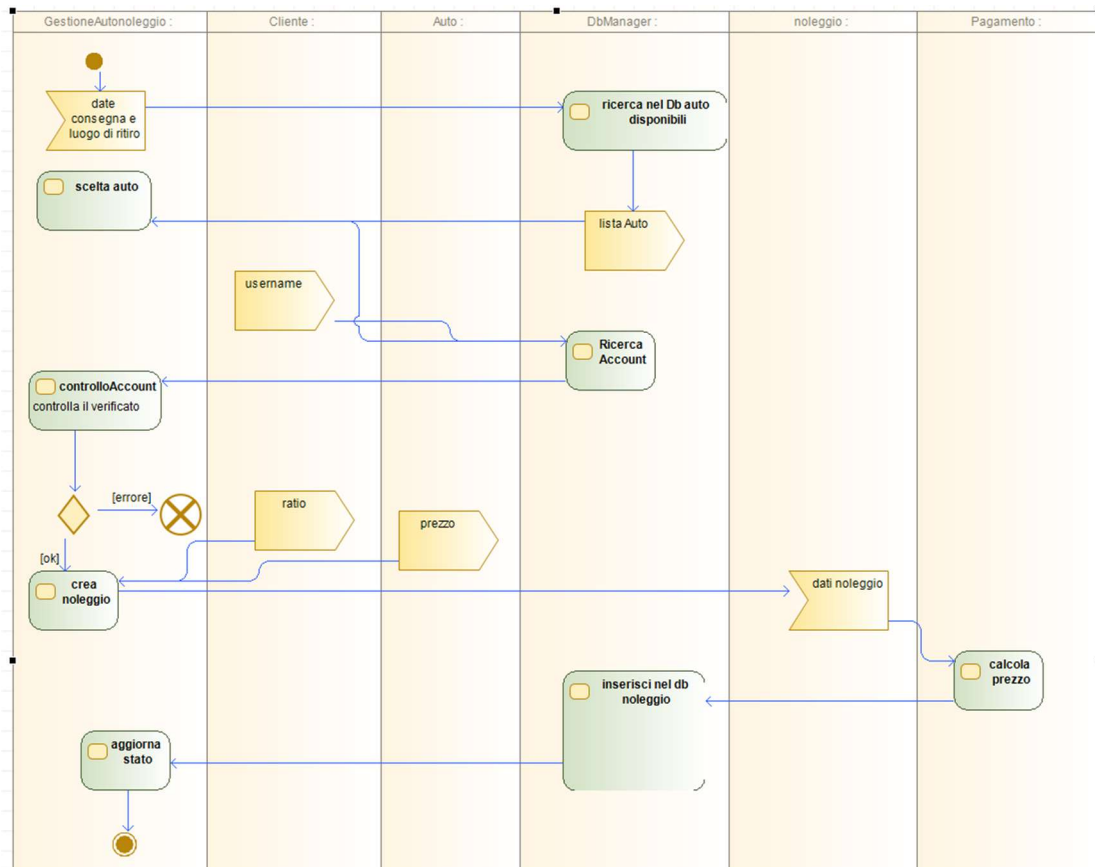 GestioneAutonoleggio :
Cliente :
Auto :
DbManager :
noleggio :
Pagamento :
date
consegna e
luogo di ritiro
ricerca nel Db auto
disponibili
scelta auto
lista Auto
username
Ricerca
Account
controlloAccount
controlla il verificato
[errore]
ratio
prezzo
[ok]
crea
noleggio
dati noleggio
calcola
prezzo
inserisci nel db
noleggio
aggiorna
stato